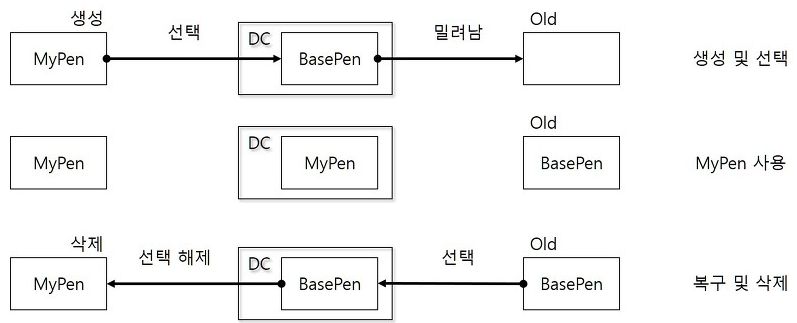 생성
선택
밀려남
Old
MyPen
DC
BasePen
생성 및 선택
Old
MyPen
DC
MyPen
BasePen
MyPen 사용
삭제
선택 해제
선택
Old
MyPen
DC
BasePen
BasePen
복구 및 삭제